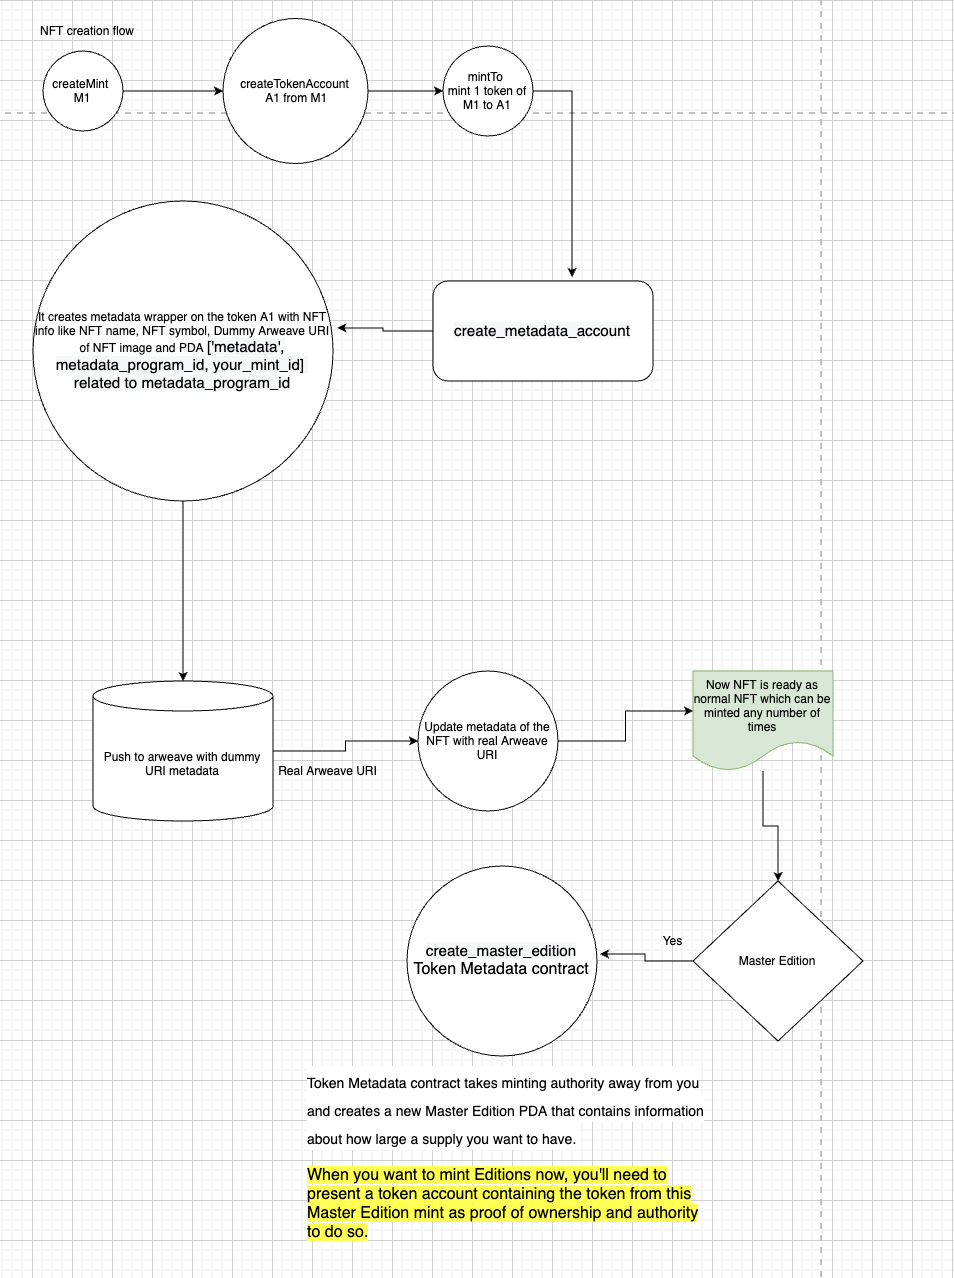 NFT creation flow
createMint
M1
createTokenAccount
A1 from M1
mintTo
mint 1 token of
M1 to A1
create_metadata_account
It creates metadata wrapper on the token A1 with NFT
info like NFT name, NFT symbol, Dummy Arweave URI
of NFT image and PDA ['metadata',
metadata_program_id, your_mint_id]
related to metadata_program_id
Push to arweave with dummy
URI metadata
Real Arweave URI
Update metadata of the
NFT with real Arweave
URI
Now NFT is ready as
normal NFT which can be
minted any number of
times
Master Edition
Yes
create_master_edition
Token Metadata contract
Token Metadata contract takes minting authority away from you
and creates a new Master Edition PDA that contains information
about how large a supply you want to have.
When you want to mint Editions now, you'll need to
present a token account containing the token from this
Master Edition mint as proof of ownership and authority
to do so.